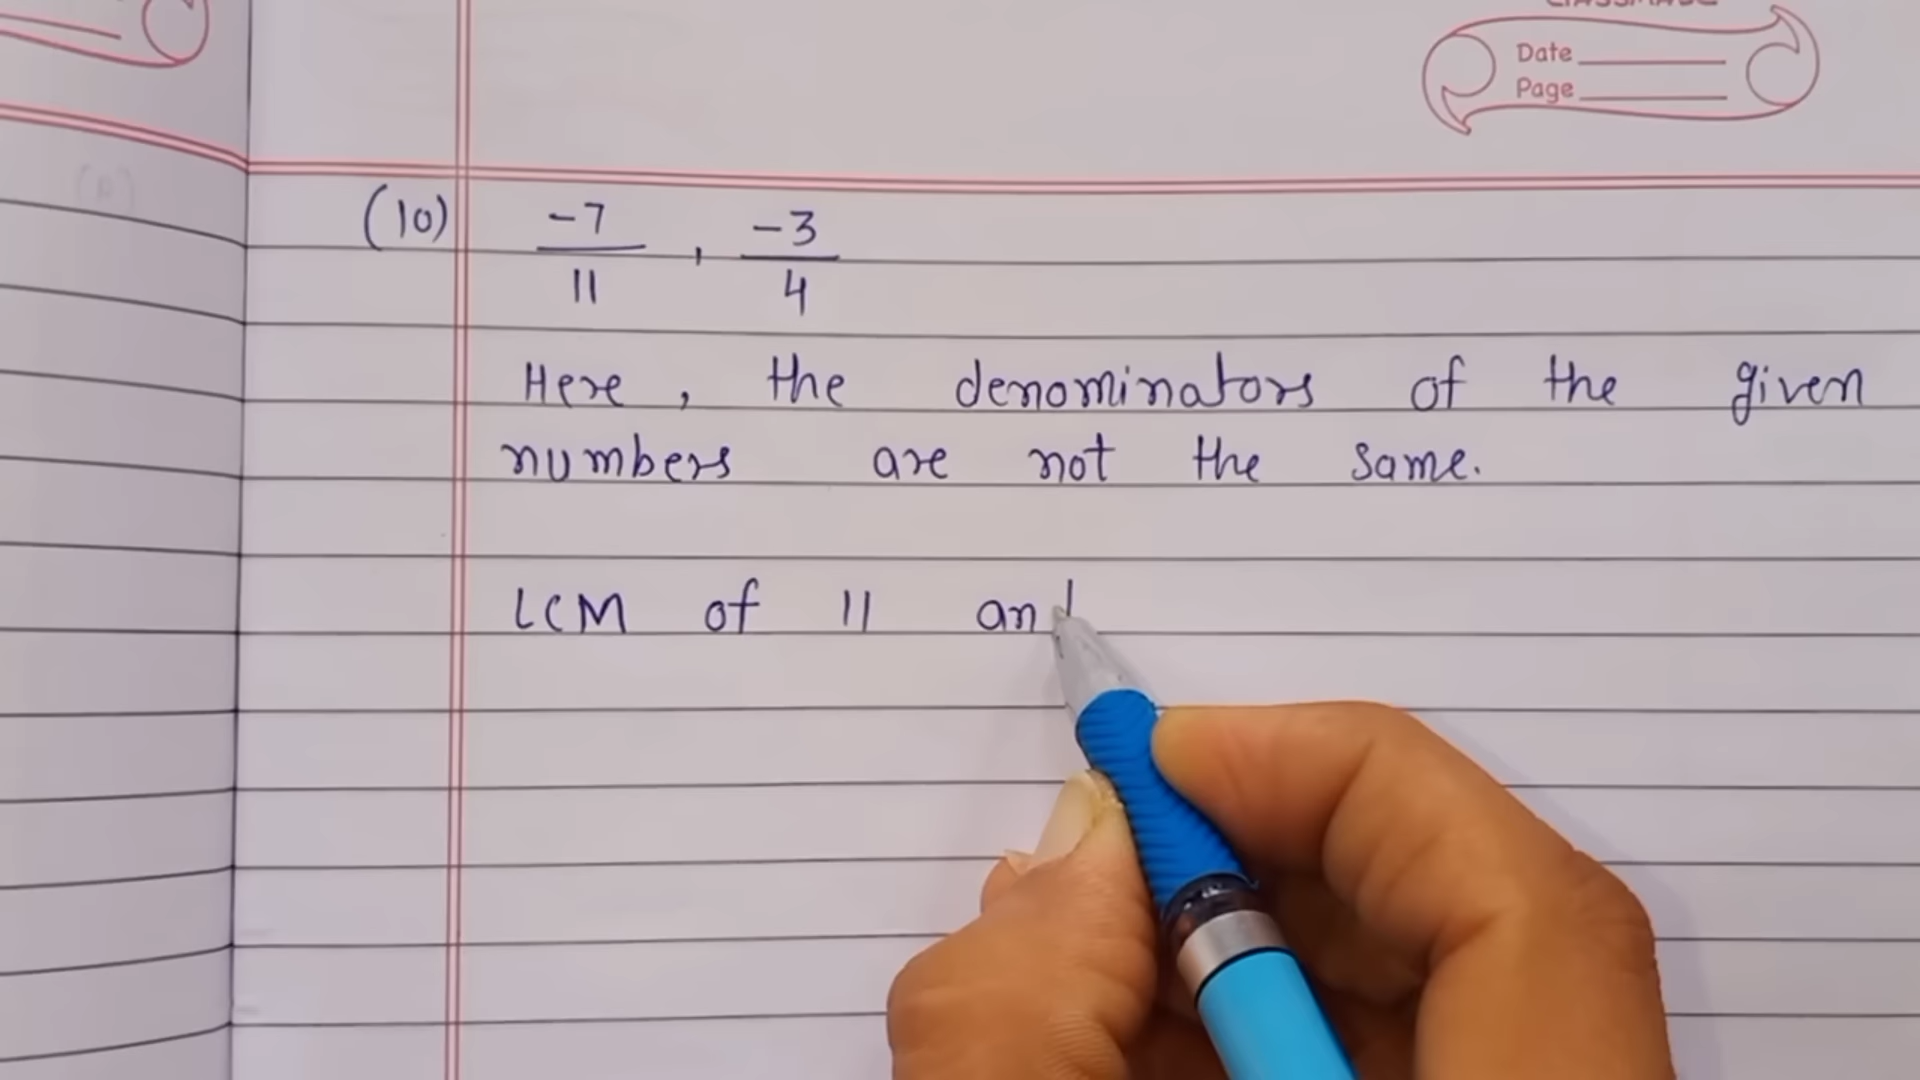 Date
Page
(10) -7/11 , -3/4
Here , the denominators of the given
numbers are not the same.
LCM of 11 and